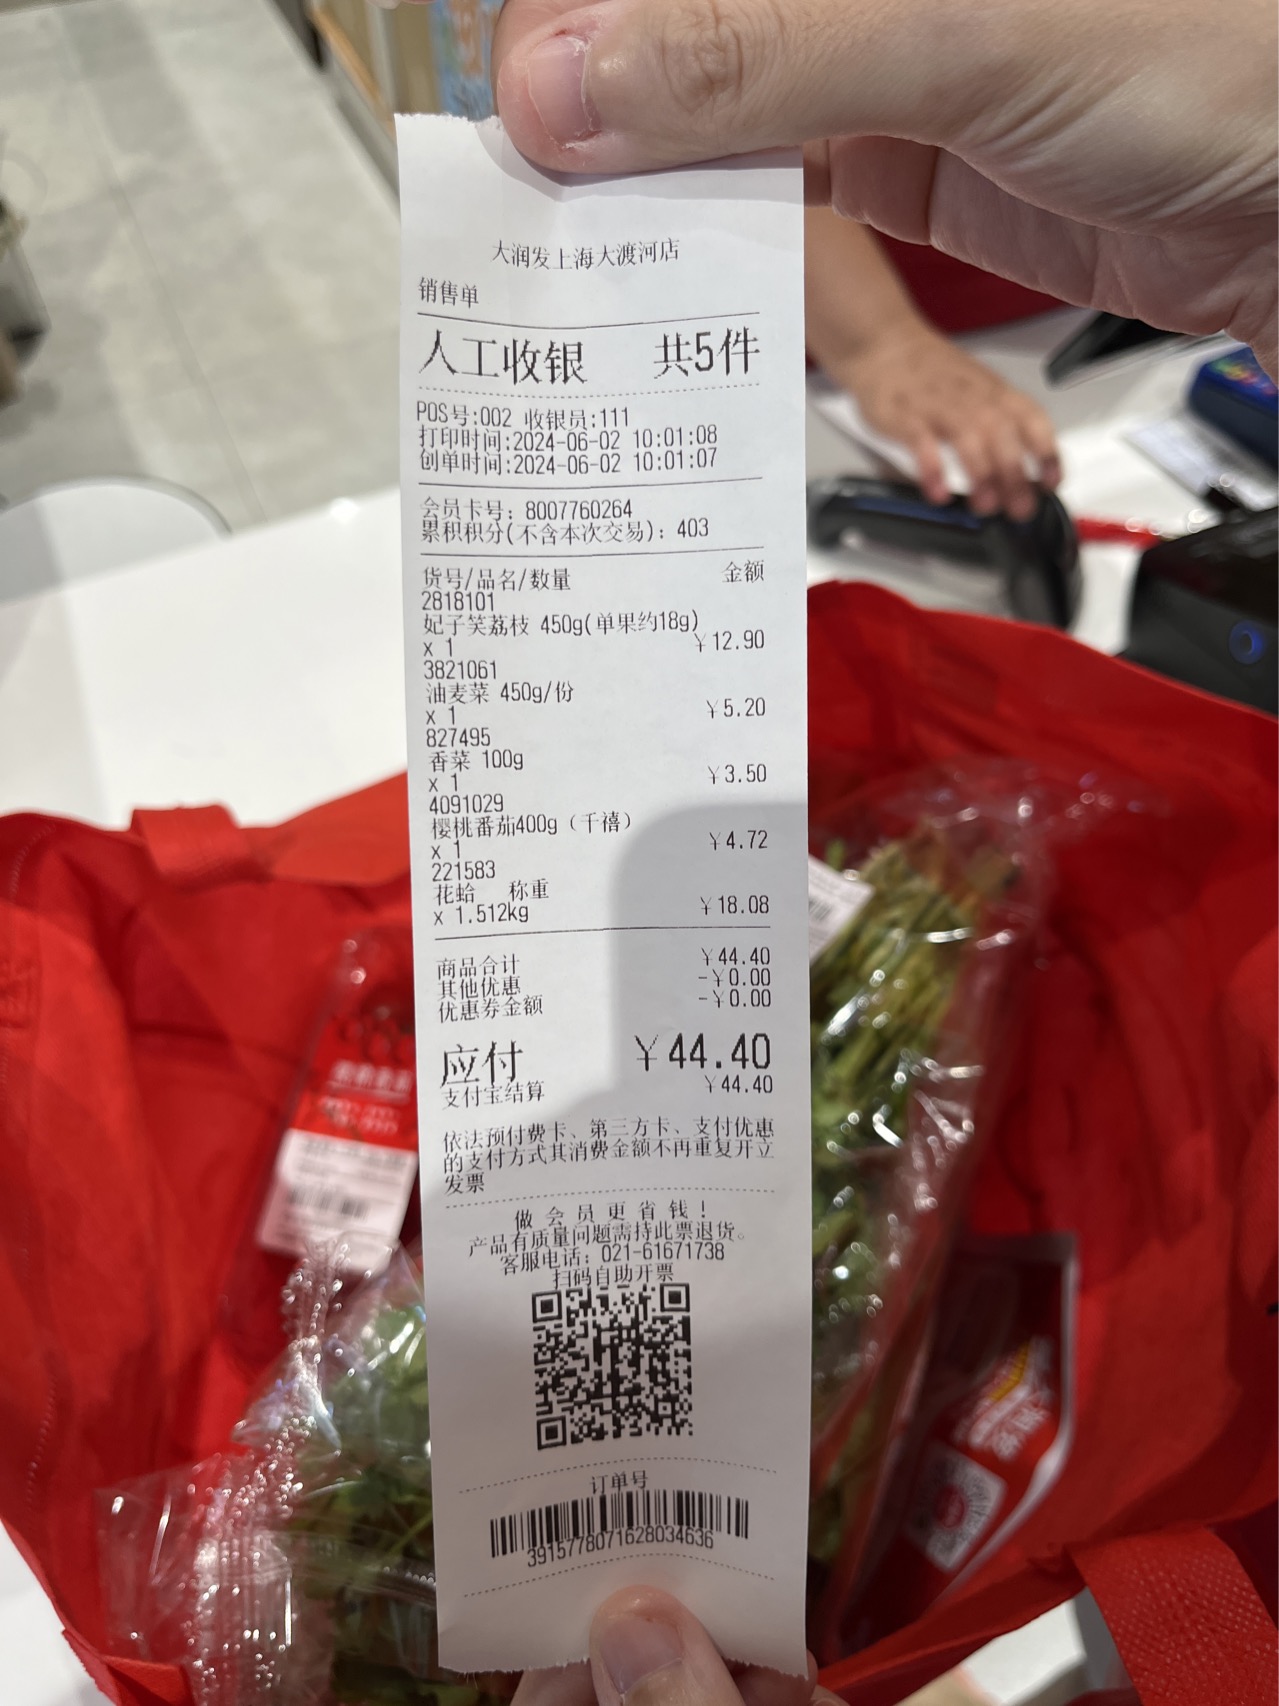 大润发上海大渡河店
销售单
人工收银 共5件
POS号:002 收银员:111
打印时间:2024-06-02 10:01:08
创单时间:2024-06-02 10:01:07
会员卡号: 8007760264
累积积分(不含本次交易): 403
货号/品名/数量 金额
2818101
妃子笑荔枝 450g(单果约18g)
x 1 ￥12.90
3821061
油麦菜 450g/份
x 1 ￥5.20
827495
香菜 100g
x 1 ￥3.50
4091029
樱桃番茄400g（千禧）
x 1 ￥4.72
221583
花蛤 称重
x 1.512kg ￥18.08
商品合计 ￥44.40
其他优惠 -￥0.00
优惠券金额 -￥0.00
应付 ￥44.40
支付宝结算 ￥44.40
依法预付费卡、第三方卡、支付优惠
的支付方式其消费金额不再重复开立
发票
做会员更省钱！
产品有质量问题需持此票退货。
客服电话: 021-61671738
扫码自助开票
订单号
3915778071628034636